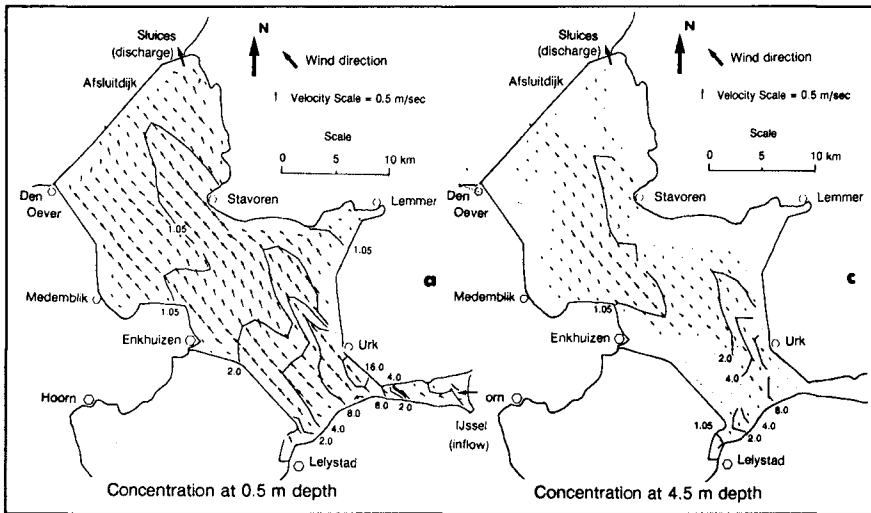 N
Sluices
(discharge)
Wind direction
Afsluitdijk
Velocity Scale = 0.5 m/sec
Scale
0 5 10 km
Den
Oever
Stavoren
Lemmer
1.05
1.05
a
Medemblik
1.05
Enkhuizen
Urk
2.0
16.0
4.0
Hoorn
8.0
8.0
2.0
4.0
2.0
IJssel
(inflow)
Lelystad
Concentration at 0.5 m depth
N
Sluices
(discharge)
Wind direction
Afsluitdijk
Velocity Scale = 0.5 m/sec
Scale
0 5 10 km
Den
Oever
Stavoren
Lemmer
c
Medemblik
1.05
Enkhuizen
Urk
2.0
4.0
orn
8.0
1.05
4.0
2.0
Lelystad
Concentration at 4.5 m depth